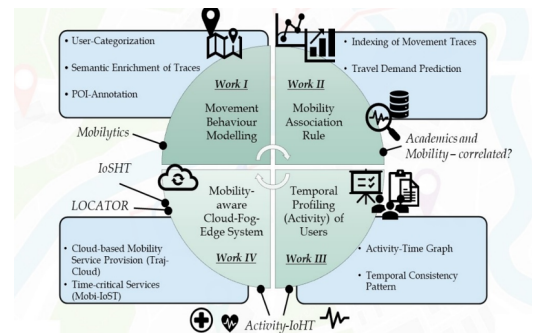 • User-Categorization
• Semantic Enrichment of Traces
• POI-Annotation
Work I
Movement
Behaviour
Modelling
Work II
Mobility
Association
Rule
• Indexing of Movement Traces
• Travel Demand Prediction
Mobilytics
Academics and
Mobility – correlated?
IoSHT
LOCATOR
Mobility-
aware
Cloud-Fog-
Edge System
Work IV
Temporal
Profiling
(Activity) of
Users
Work III
• Cloud-based Mobility
Service Provision (Traj-
Cloud)
• Time-critical Services
(Mobi-IoST)
• Activity-Time Graph
• Temporal Consistency
Pattern
Activity-IoHT